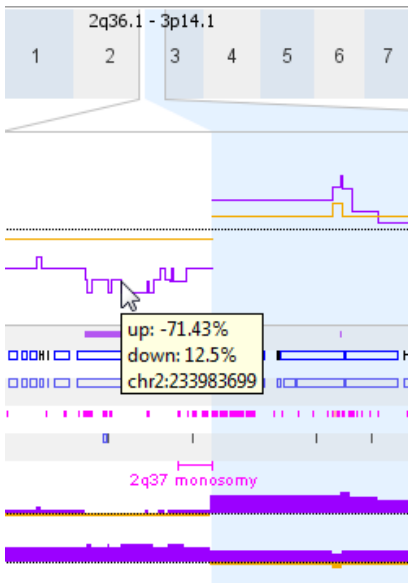 2q36.1 - 3p14.1
1 2 3 4 5 6 7
up: -71.43%
down: 12.5%
chr2:233983699
2q37 monosomy